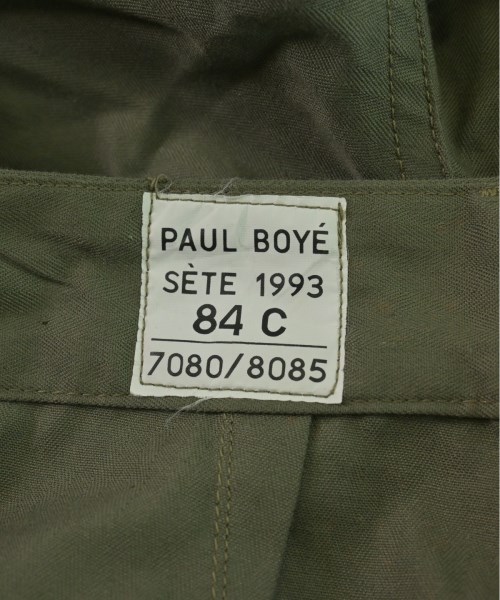 PAUL BOYÉ
SÈTE 1993
84 C
7080/8085